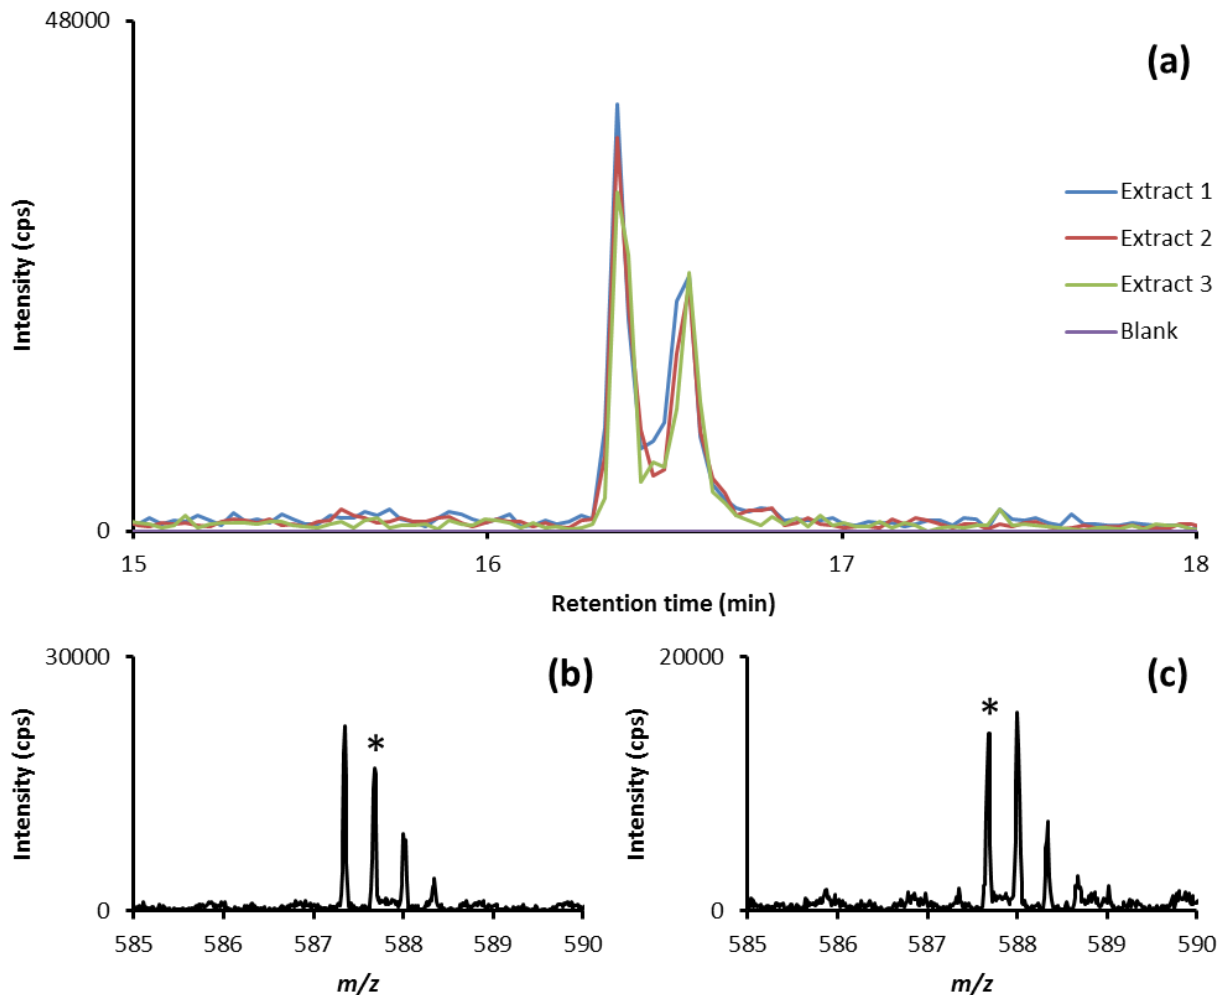 48000
(a)
Intensity (cps)
Extract 1
Extract 2
Extract 3
Blank
0
15 16 17 18
Retention time (min)
30000
(b)
Intensity (cps)
*
0
585 586 587 588 589 590
m/z
20000
(c)
Intensity (cps)
*
0
585 586 587 588 589 590
m/z